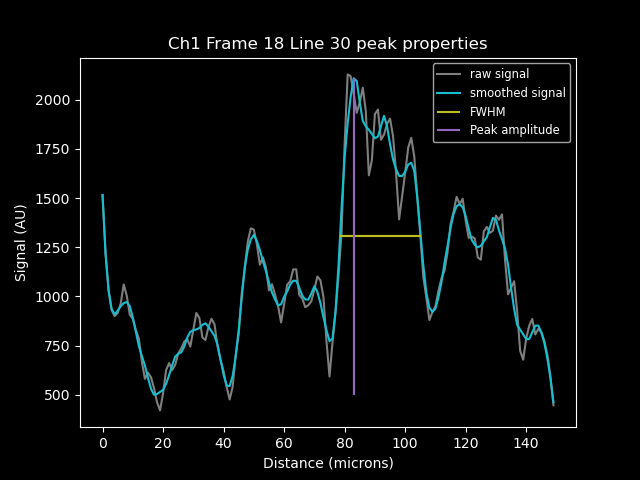 Ch1 Frame 18 Line 30 peak properties
raw signal
smoothed signal
FWHM
Peak amplitude
Signal (AU)
2000
1750
1500
1250
1000
750
500
0 20 40 60 80 100 120 140
Distance (microns)